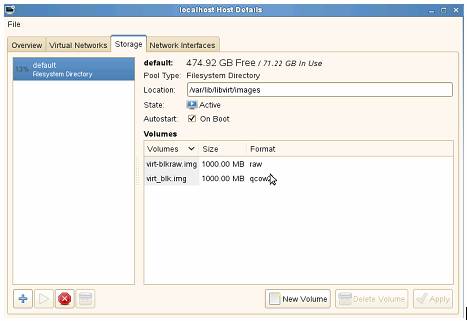 localhost Host Details
File
Overview Virtual Networks Storage Network Interfaces
13% default
Filesystem Directory
default: 474.92 GB Free / 71.22 GB In Use
Pool Type: Filesystem Directory
Location: /var/lib/libvirt/images
State: Active
Autostart: On Boot
Volumes
Volumes Size Format
virt-blkraw.img 1000.00 MB raw
virt_blk.img 1000.00 MB qcow2
New Volume Delete Volume Apply